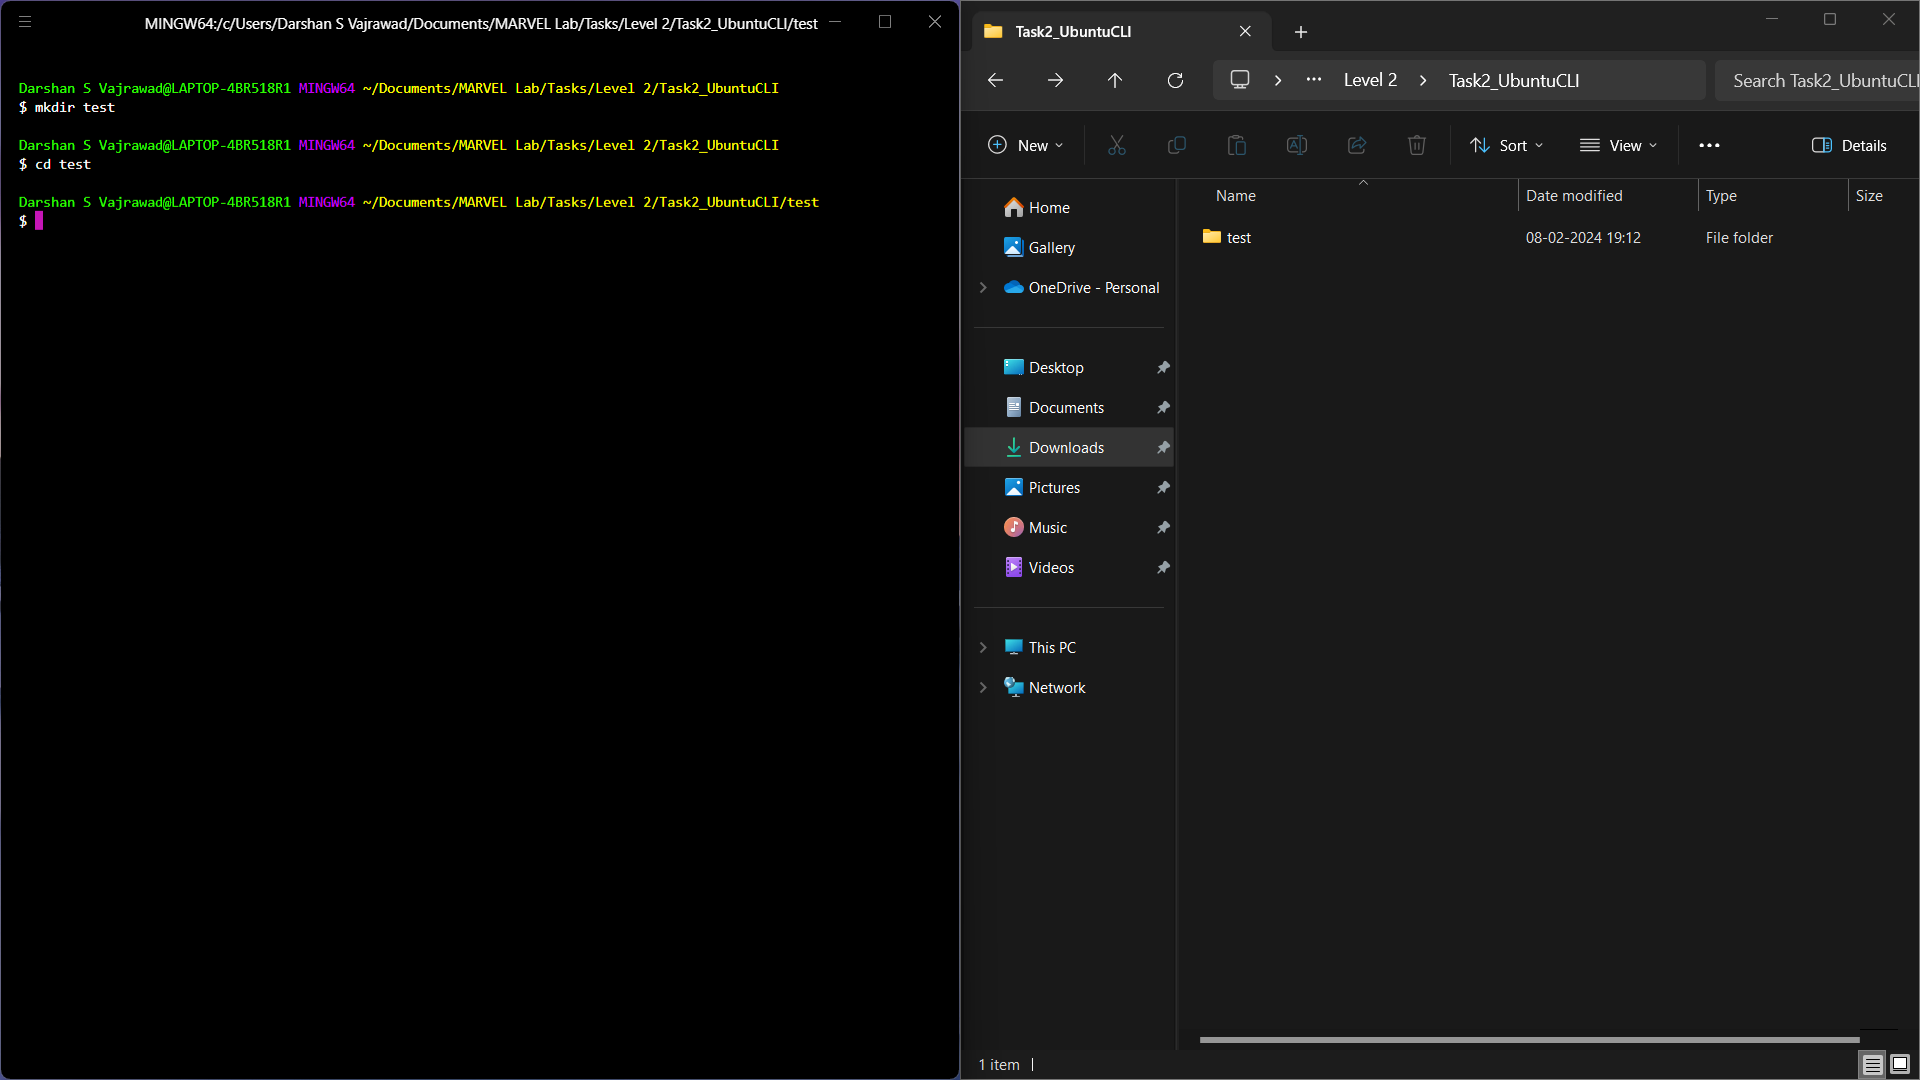 MINGW64:/c/Users/Darshan S Vajrawad/Documents/MARVEL Lab/Tasks/Level 2/Task2_UbuntuCLI/test
Darshan S Vajrawad@LAPTOP-4BR518R1 MINGW64 ~/Documents/MARVEL Lab/Tasks/Level 2/Task2_UbuntuCLI
$ mkdir test
Darshan S Vajrawad@LAPTOP-4BR518R1 MINGW64 ~/Documents/MARVEL Lab/Tasks/Level 2/Task2_UbuntuCLI
$ cd test
Darshan S Vajrawad@LAPTOP-4BR518R1 MINGW64 ~/Documents/MARVEL Lab/Tasks/Level 2/Task2_UbuntuCLI/test
$
Task2_UbuntuCLI
Level 2 > Task2_UbuntuCLI
Search Task2_UbuntuCLI
New
Sort
View
Details
Home
Gallery
OneDrive - Personal
Desktop
Documents
Downloads
Pictures
Music
Videos
This PC
Network
Name Date modified Type Size
test 08-02-2024 19:12 File folder
1 item